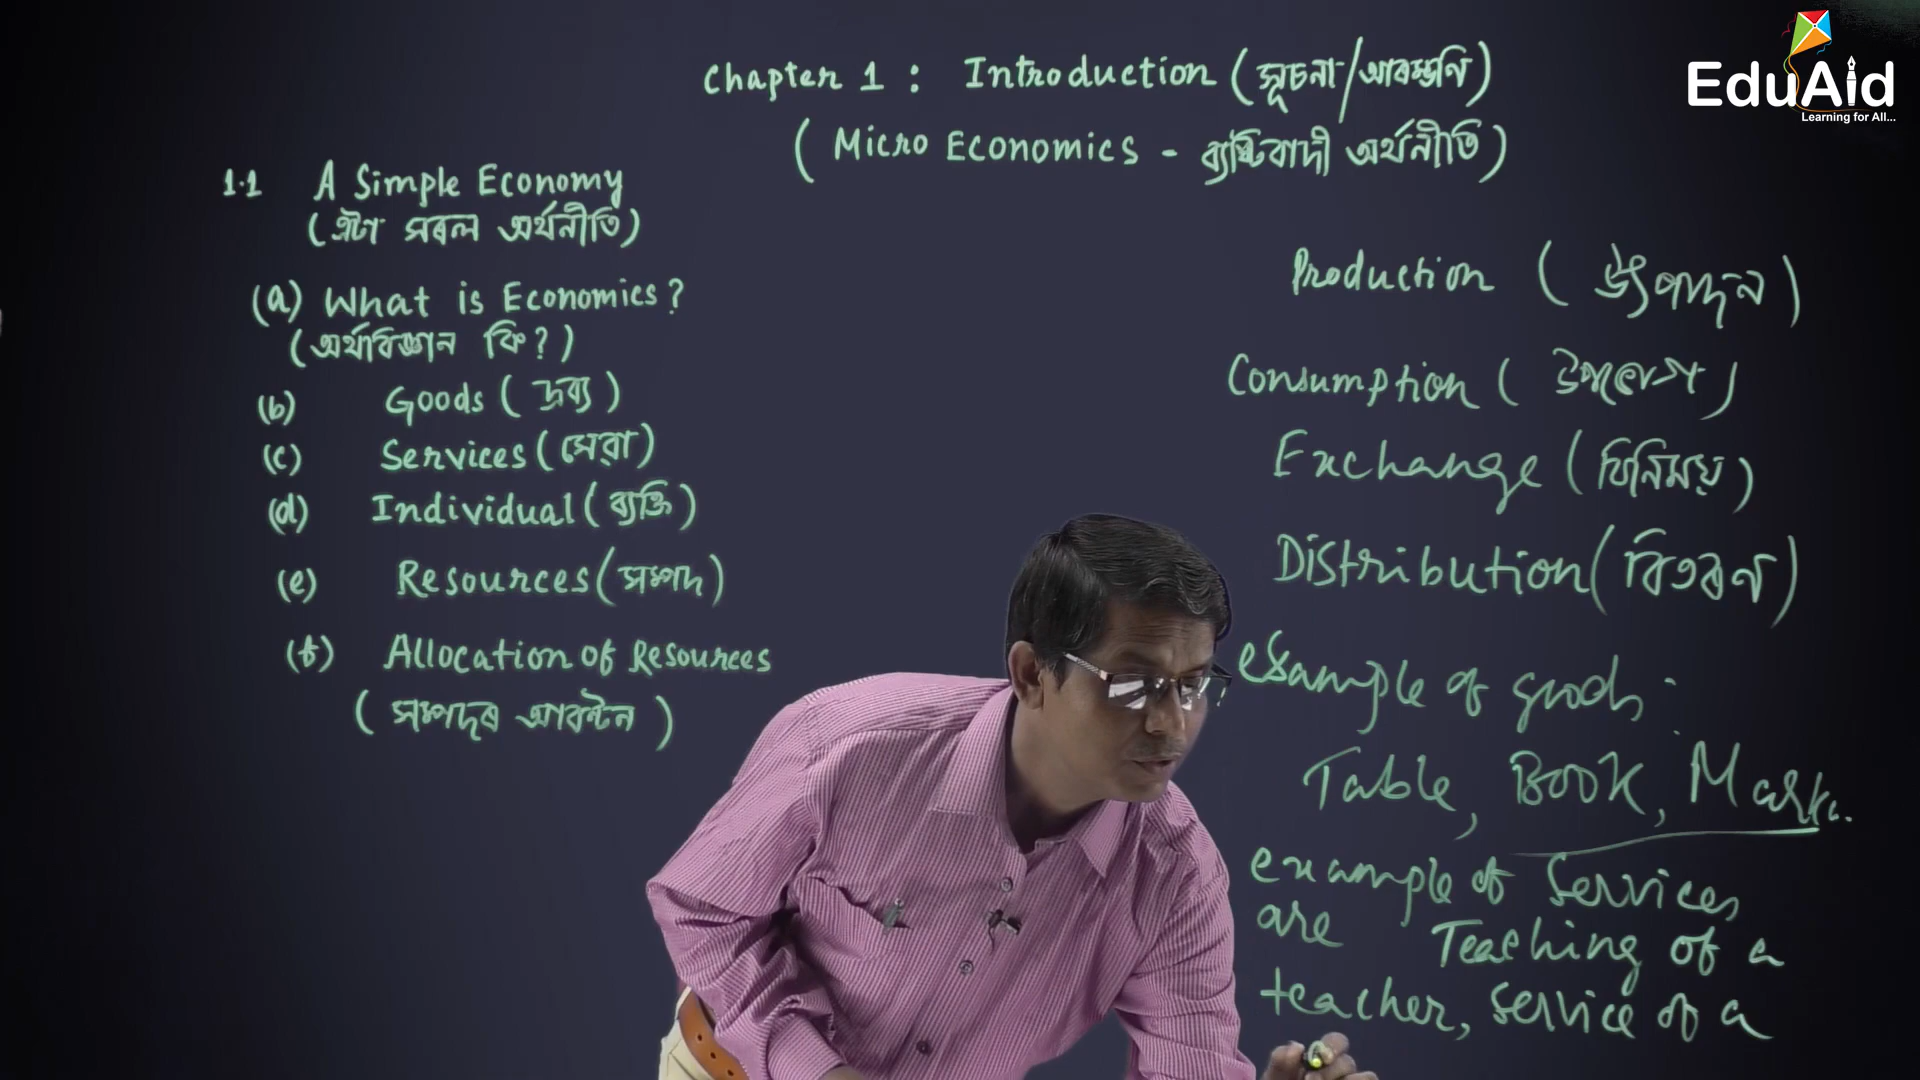 EduAid
Learning for All...
Chapter 1 : Introduction (সূচনা/আৰম্ভণি)
(Micro Economics - ব্যষ্টিবাদী অৰ্থনীতি)
1.1 A Simple Economy
(এটা সৰল অৰ্থনীতি)
(a) What is Economics?
(অৰ্থবিজ্ঞান কি?)
(b) Goods (দ্ৰব্য)
(c) Services (সেৱা)
(d) Individual (ব্যক্তি)
(e) Resources (সম্পদ)
(f) Allocation of Resources
(সম্পদৰ আবণ্টন)
Production (উৎপাদন)
Consumption (
Exchange (বিনিময়)
Distribution (বিতৰণ)
example of goods:
Table, Book,
example of Services
are Teaching of a
teacher, service of a